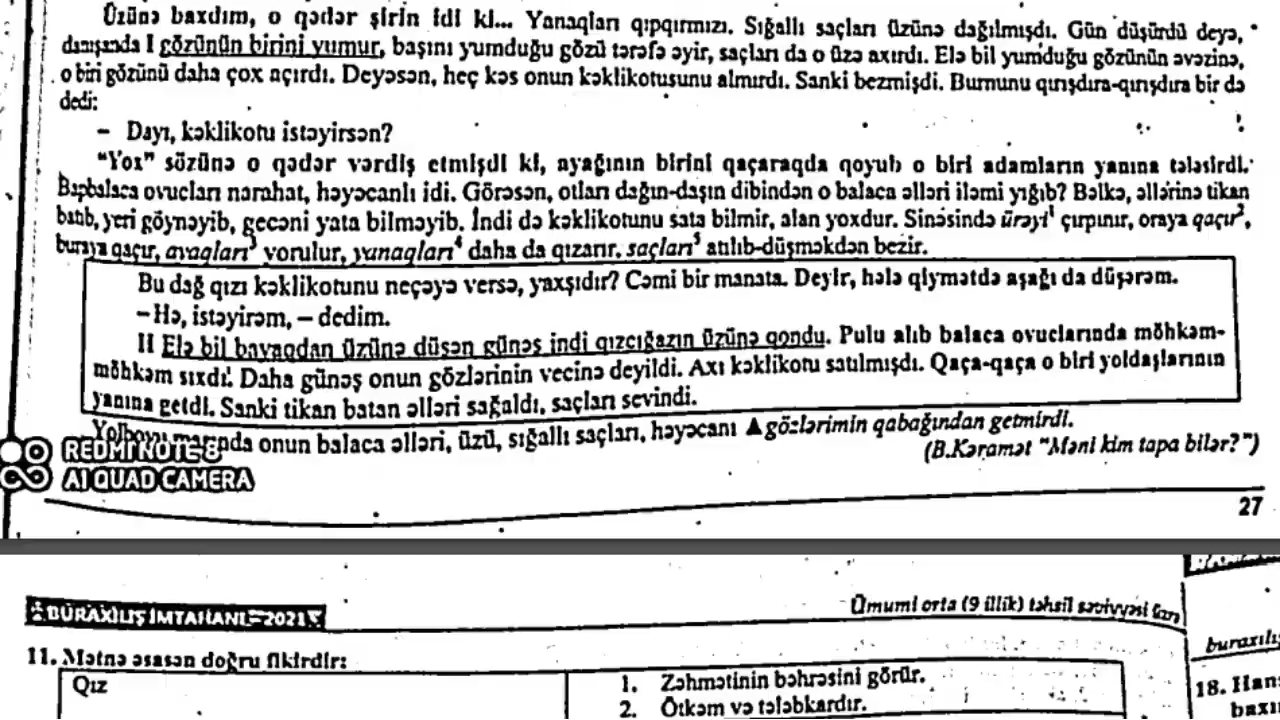 Üzünə baxdım, o qədər şirin idi ki... Yanaqları qıpqırmızı. Sığallı saçları üzünə dağılmışdı. Gün düşürdü deyə,
danışanda I gözünün birini yumur, başını yumduğu gözü tərəfə əyir, saçları da o üzə axırdı. Elə bil yumduğu gözünün əvəzinə,
o biri gözünü daha çox açırdı. Deyəsən, heç kəs onun kəklikotusunu almırdı. Sanki bezmişdi. Burnunu qırışdıra-qırışdıra bir də
dedi:
– Dayı, kəklikotu istəyirsən?
"Yox" sözünə o qədər vərdiş etmişdi ki, ayağının birini qaçaraqda qoyub o biri adamların yanına tələsirdi.
Bapbalaca ovucları narahat, həyəcanlı idi. Görəsən, otları dağın-daşın dibindən o balaca əlləri iləmi yığıb? Bəlkə, əllərinə tikan
batıb, yeri göynəyib, gecəni yata bilməyib. İndi də kəklikotunu sata bilmir, alan yoxdur. Sinəsində ürəyi¹ çırpınır, oraya qaçır²,
buraya qaçır, ayaqları³ yorulur, yanaqları⁴ daha da qızarır, saçları⁵ atılıb-düşməkdən bezir.
Bu dağ qızı kəklikotunu neçəyə versə, yaxşıdır? Cəmi bir manata. Deyir, hələ qiymətdə aşağı da düşərəm.
– Hə, istəyirəm, – dedim.
II Elə bil bayaqdan üzünə düşən günəş indi qızcığazın üzünə qondu. Pulu alıb balaca ovuclarında möhkəm-
möhkəm sıxdı. Daha günəş onun gözlərinin vecinə deyildi. Axı kəklikotu satılmışdı. Qaça-qaça o biri yoldaşlarının
yanına getdi. Sanki tikan batan əlləri sağaldı, saçları sevindi.
Yolboyu maşında onun balaca əlləri, üzü, sığallı saçları, həyəcanı ▲gözlərimin qabağından getmirdi.
(B.Kəramət "Məni kim tapa bilər?")
REDMI NOTE 8
AI QUAD CAMERA
27
BURAXILIŞ İMTAHANI–2021
Ümumi orta (9 illik) təhsil səviyyəsi üzrə
11. Mətnə əsasən doğru fikirdir:
Qız
1. Zəhmətinin bəhrəsini görür.
2. Ötkəm və tələbkardır.
buraxılış
18. Han
baxı